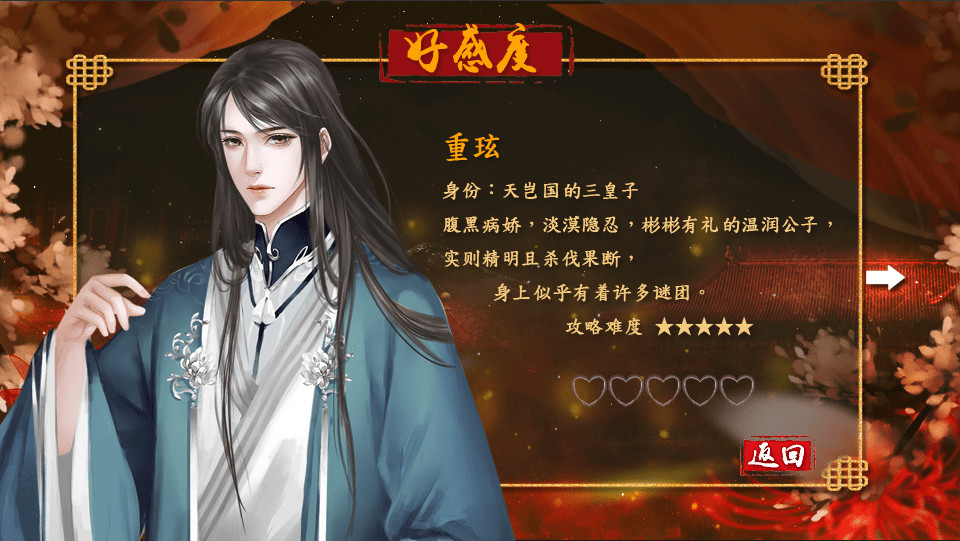 好感度
重玹
身份：天岂国的三皇子
腹黑病娇，淡漠隐忍，彬彬有礼的温润公子，
实则精明且杀伐果断，
身上似乎有着许多谜团。
攻略难度 ★★★★★
返回